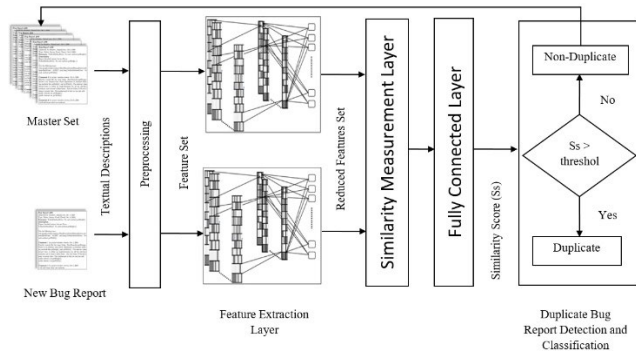 Master Set
New Bug Report
Textual Descriptions
Preprocessing
Feature Set
Feature Extraction
Layer
Reduced Features Set
Similarity Measurement Layer
Fully Connected Layer
Similarity Score (Ss)
Non-Duplicate
No
Ss >
threshol
Yes
Duplicate
Duplicate Bug
Report Detection and
Classification